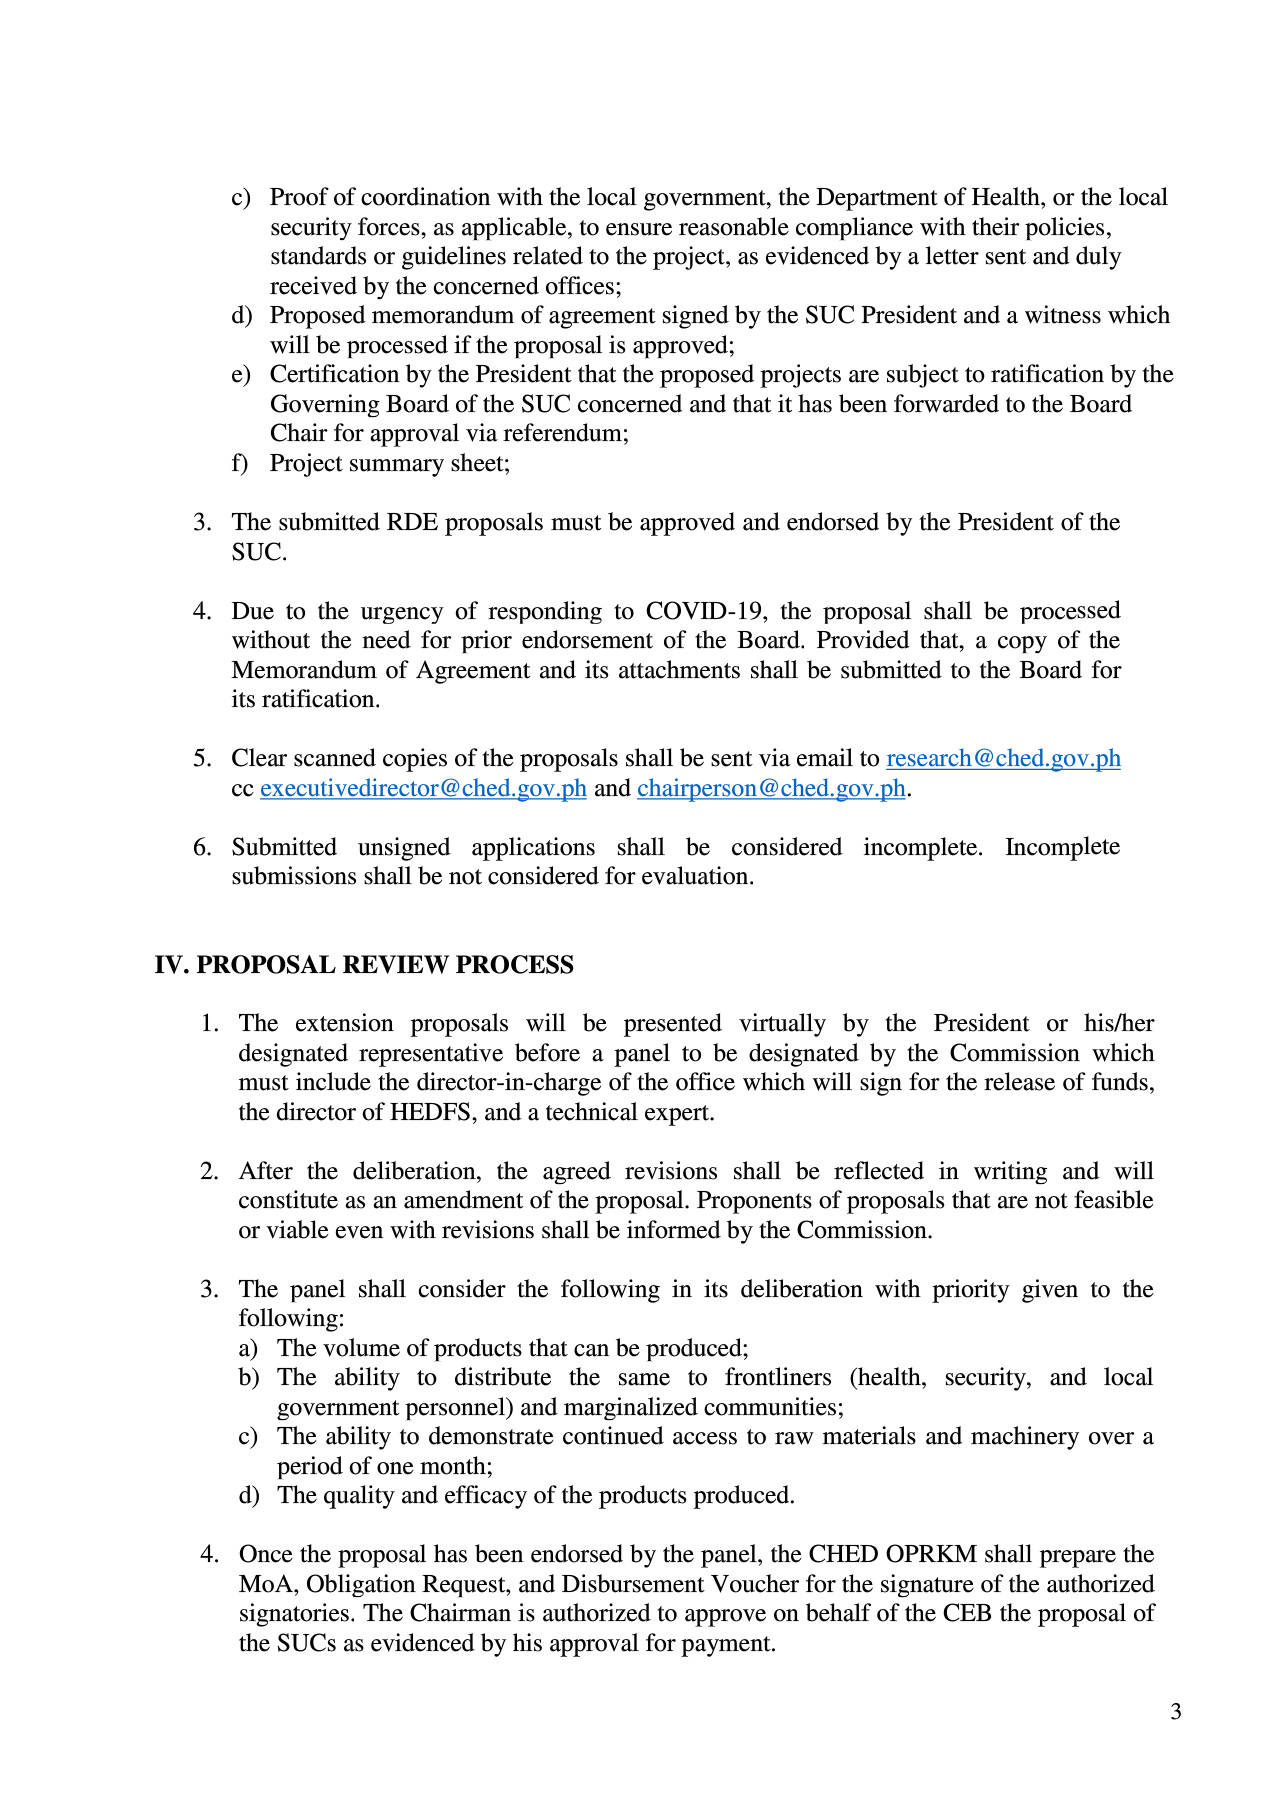 c) Proof of coordination with the local government, the Department of Health, or the local
security forces, as applicable, to ensure reasonable compliance with their policies,
standards or guidelines related to the project, as evidenced by a letter sent and duly
received by the concerned offices;
d) Proposed memorandum of agreement signed by the SUC President and a witness which
will be processed if the proposal is approved;
e) Certification by the President that the proposed projects are subject to ratification by the
Governing Board of the SUC concerned and that it has been forwarded to the Board
Chair for approval via referendum;
f) Project summary sheet;
3. The submitted RDE proposals must be approved and endorsed by the President of the
SUC.
4. Due to the urgency of responding to COVID-19, the proposal shall be processed
without the need for prior endorsement of the Board. Provided that, a copy of the
Memorandum of Agreement and its attachments shall be submitted to the Board for
its ratification.
5. Clear scanned copies of the proposals shall be sent via email to research@ched.gov.ph
cc executivedirector@ched.gov.ph and chairperson@ched.gov.ph.
6. Submitted unsigned applications shall be considered incomplete. Incomplete
submissions shall be not considered for evaluation.
IV. PROPOSAL REVIEW PROCESS
1. The extension proposals will be presented virtually by the President or his/her
designated representative before a panel to be designated by the Commission which
must include the director-in-charge of the office which will sign for the release of funds,
the director of HEDFS, and a technical expert.
2. After the deliberation, the agreed revisions shall be reflected in writing and will
constitute as an amendment of the proposal. Proponents of proposals that are not feasible
or viable even with revisions shall be informed by the Commission.
3. The panel shall consider the following in its deliberation with priority given to the
following:
a) The volume of products that can be produced;
b) The ability to distribute the same to frontliners (health, security, and local
government personnel) and marginalized communities;
c) The ability to demonstrate continued access to raw materials and machinery over a
period of one month;
d) The quality and efficacy of the products produced.
4. Once the proposal has been endorsed by the panel, the CHED OPRKM shall prepare the
MoA, Obligation Request, and Disbursement Voucher for the signature of the authorized
signatories. The Chairman is authorized to approve on behalf of the CEB the proposal of
the SUCs as evidenced by his approval for payment.
3